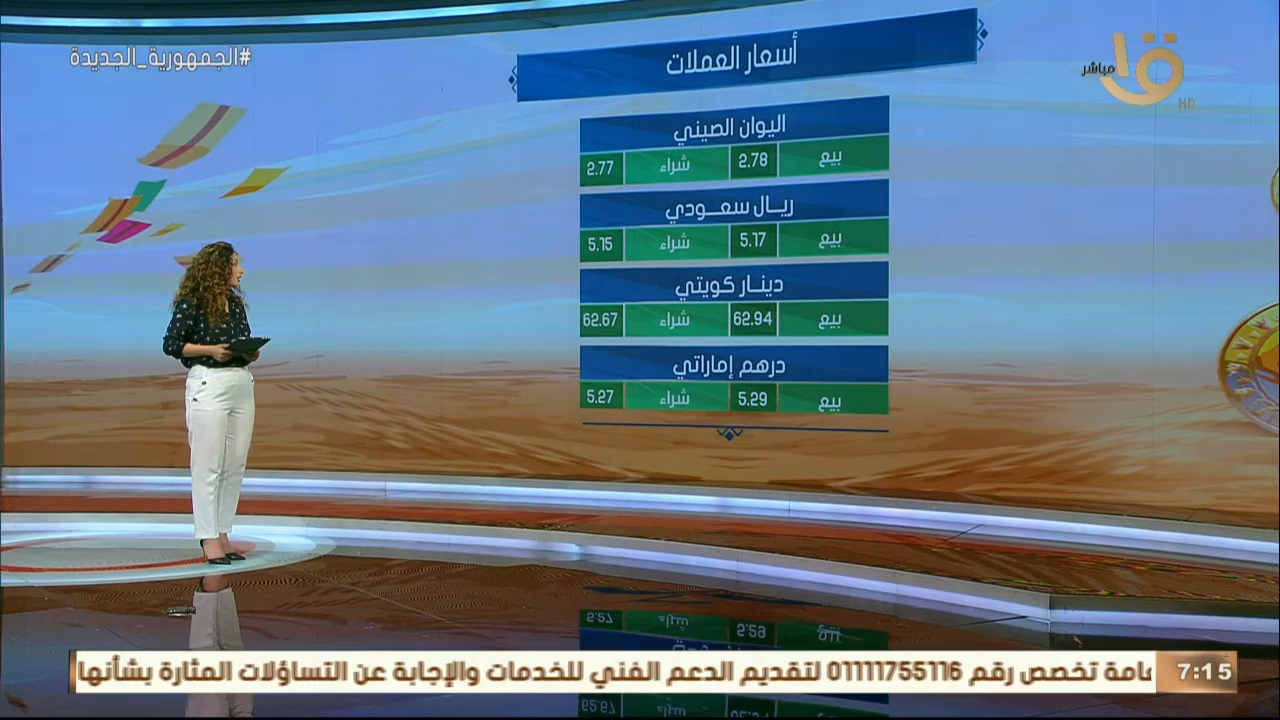 #الجمهورية_الجديدة
مباشر
HD
أسعار العملات
اليوان الصيني
بيع 2.78 شراء 2.77
ريال سعودي
بيع 5.17 شراء 5.15
دينار كويتي
بيع 62.94 شراء 62.67
درهم إماراتي
بيع 5.29 شراء 5.27
7:15
تخصص رقم 01111755116 لتقديم الدعم الفني للخدمات والإجابة عن التساؤلات المثارة بشأنها